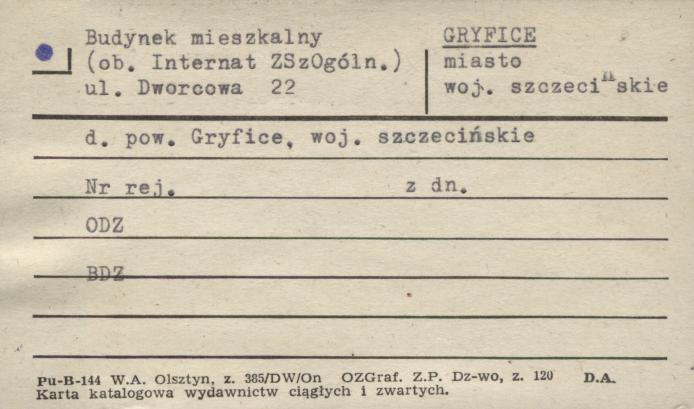 Budynek mieszkalny
(ob. Internat ZSzOgóln.)
ul. Dworcowa 22
GRYFICE
miasto
woj. szczecińskie
d. pow. Gryfice, woj. szczecińskie
Nr rej. z dn.
ODZ
BDZ
Pu-B-144 W.A. Olsztyn, z. 385/DW/On OZGraf. Z.P. Dz-wo, z. 120 D.A.
Karta katalogowa wydawnictw ciągłych i zwartych.